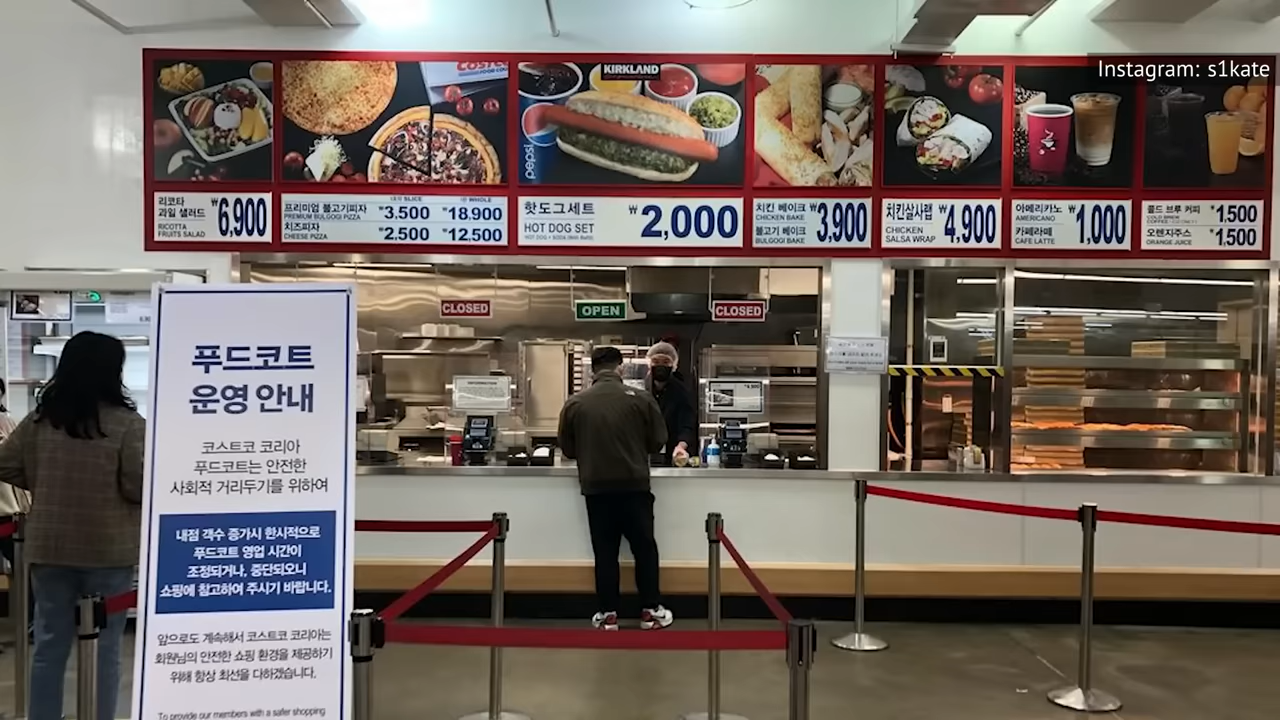 Instagram: s1kate
COSTCO
KIRKLAND
pepsi
리코타
과일 샐러드
RICOTTA
FRUITS SALAD
₩6,900
SLICE
WHOLE
프리미엄 불고기피자
PREMIUM BULGOGI PIZZA
₩3,500
₩18,900
치즈피자
CHEESE PIZZA
₩2,500
₩12,500
핫도그세트
HOT DOG SET
₩2,000
치킨 베이크
CHICKEN BAKE
불고기 베이크
BULGOGI BAKE
₩3,900
치킨살사랩
CHICKEN
SALSA WRAP
₩4,900
아메리카노
AMERICANO
카페라떼
CAFE LATTE
₩1,000
콜드 브루 커피
₩1,500
오렌지주스
ORANGE JUICE
₩1,500
CLOSED
OPEN
CLOSED
푸드코트
운영 안내
코스트코 코리아
푸드코트는 안전한
사회적 거리두기를 위하여
내점 객수 증가시 한시적으로
푸드코트 영업 시간이
조정되거나, 중단되오니
쇼핑에 참고하여 주시기 바랍니다.
앞으로도 계속해서 코스트코 코리아는
회원님의 안전한 쇼핑 환경을 제공하기
위해 항상 최선을 다하겠습니다.
To provide our members with a safer shopping